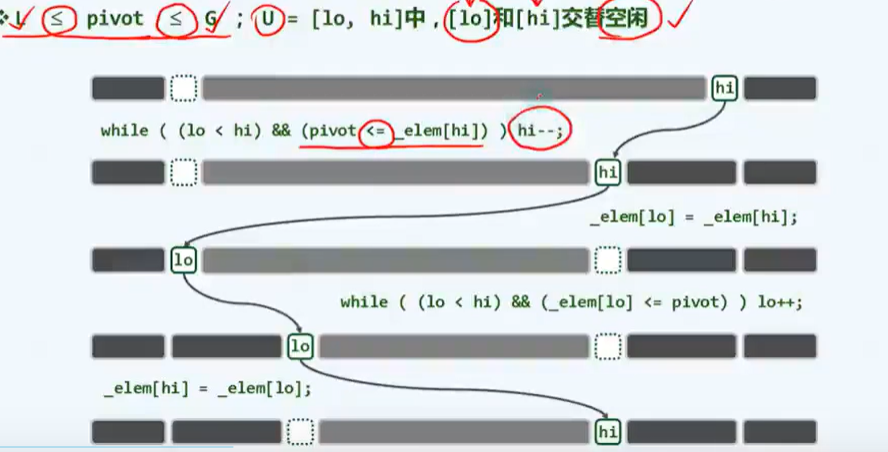 ❖ L ≤ pivot ≤ G ; U = [lo, hi]中，[lo]和[hi]交替空闲
hi
while ( (lo < hi) && (pivot <= _elem[hi]) ) hi--;
hi
_elem[lo] = _elem[hi];
lo
while ( (lo < hi) && (_elem[lo] <= pivot) ) lo++;
lo
_elem[hi] = _elem[lo];
hi